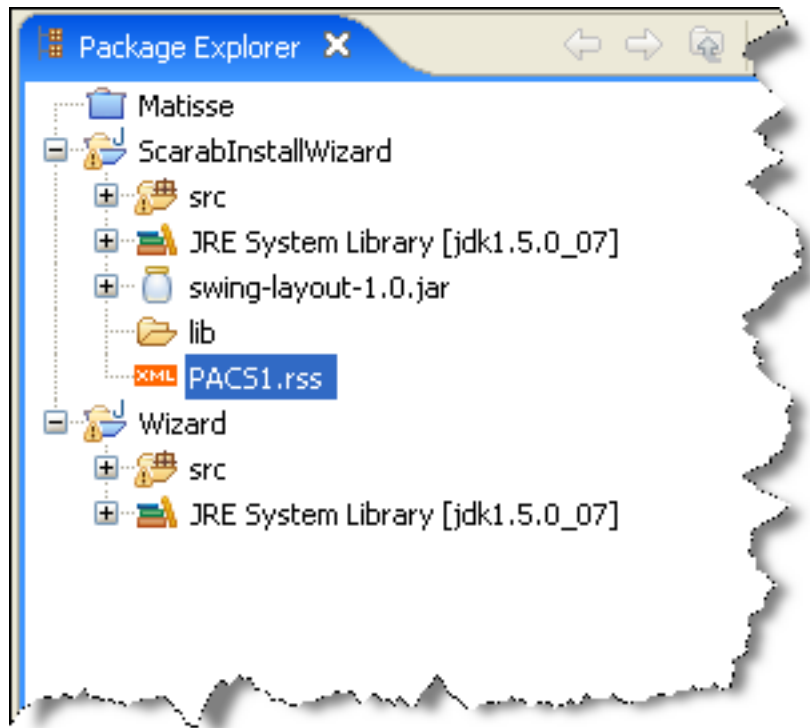 Package Explorer
Matisse
ScarabInstallWizard
src
JRE System Library [jdk1.5.0_07]
swing-layout-1.0.jar
lib
XML PACS1.rss
Wizard
src
JRE System Library [jdk1.5.0_07]